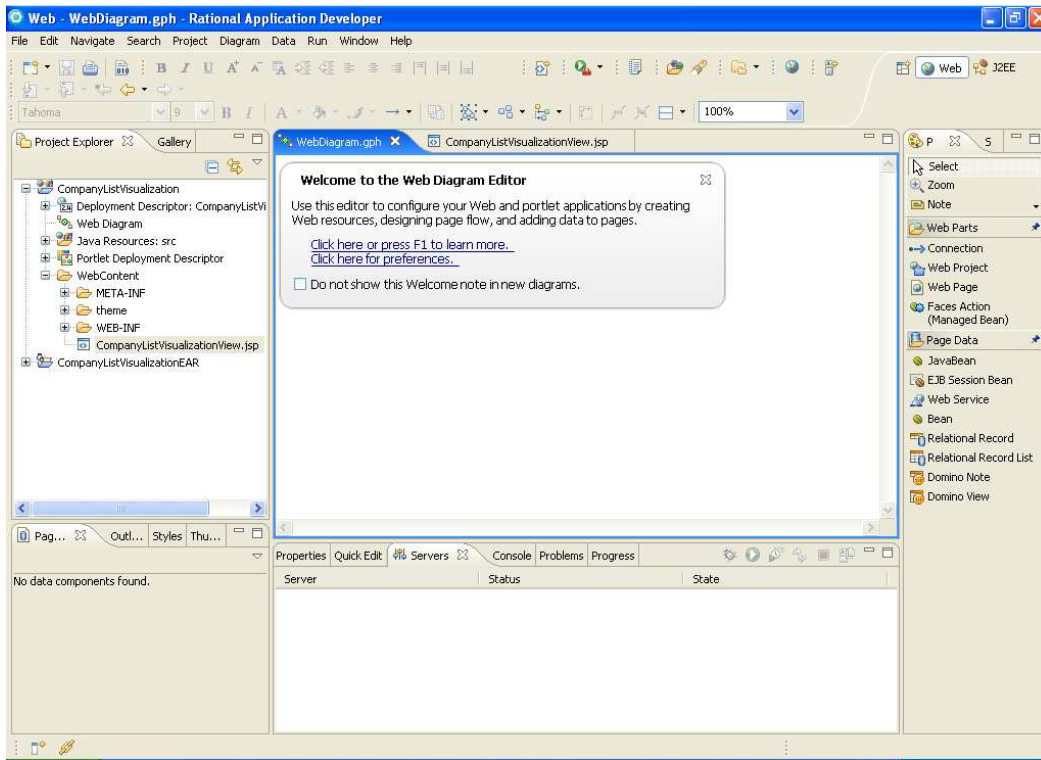 Web - WebDiagram.gph - Rational Application Developer
File Edit Navigate Search Project Diagram Data Run Window Help
B I U A A
Web J2EE
Tahoma 9 B I A 100%
Project Explorer Gallery
WebDiagram.gph CompanyListVisualizationView.jsp
P S
CompanyListVisualization
Deployment Descriptor: CompanyListVi
Web Diagram
Java Resources: src
Portlet Deployment Descriptor
WebContent
META-INF
theme
WEB-INF
CompanyListVisualizationView.jsp
CompanyListVisualizationEAR
Welcome to the Web Diagram Editor
Use this editor to configure your Web and portlet applications by creating
Web resources, designing page flow, and adding data to pages.
Click here or press F1 to learn more.
Click here for preferences.
Do not show this Welcome note in new diagrams.
Select
Zoom
Note
Web Parts
Connection
Web Project
Web Page
Faces Action
(Managed Bean)
Page Data
JavaBean
EJB Session Bean
Web Service
Bean
Relational Record
Relational Record List
Domino Note
Domino View
Pag... Outl... Styles Thu...
No data components found.
Properties Quick Edit Servers Console Problems Progress
Server Status State